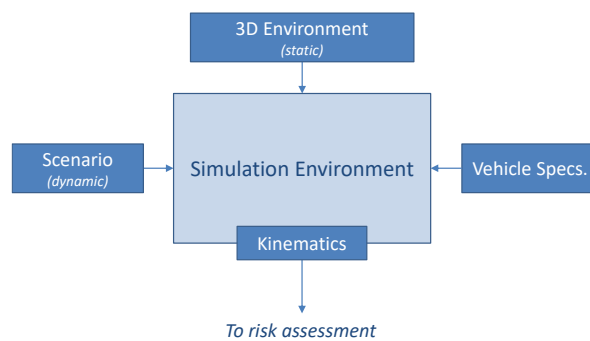 3D Environment
(static)
Scenario
(dynamic)
Simulation Environment
Vehicle Specs.
Kinematics
To risk assessment